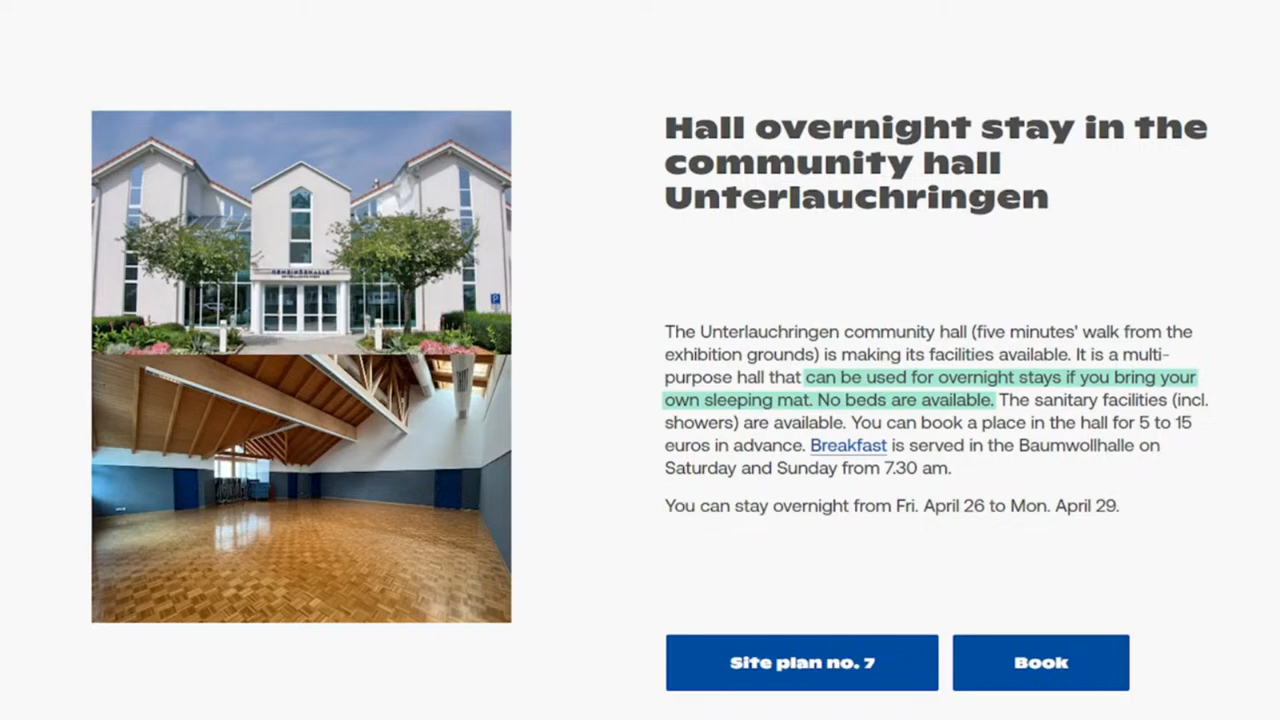 Hall overnight stay in the
community hall
Unterlauchringen
GEMEINDEHALLE
The Unterlauchringen community hall (five minutes' walk from the
exhibition grounds) is making its facilities available. It is a multi-
purpose hall that can be used for overnight stays if you bring your
own sleeping mat. No beds are available. The sanitary facilities (incl.
showers) are available. You can book a place in the hall for 5 to 15
euros in advance. Breakfast is served in the Baumwollhalle on
Saturday and Sunday from 7.30 am.
You can stay overnight from Fri. April 26 to Mon. April 29.
Site plan no. 7
Book